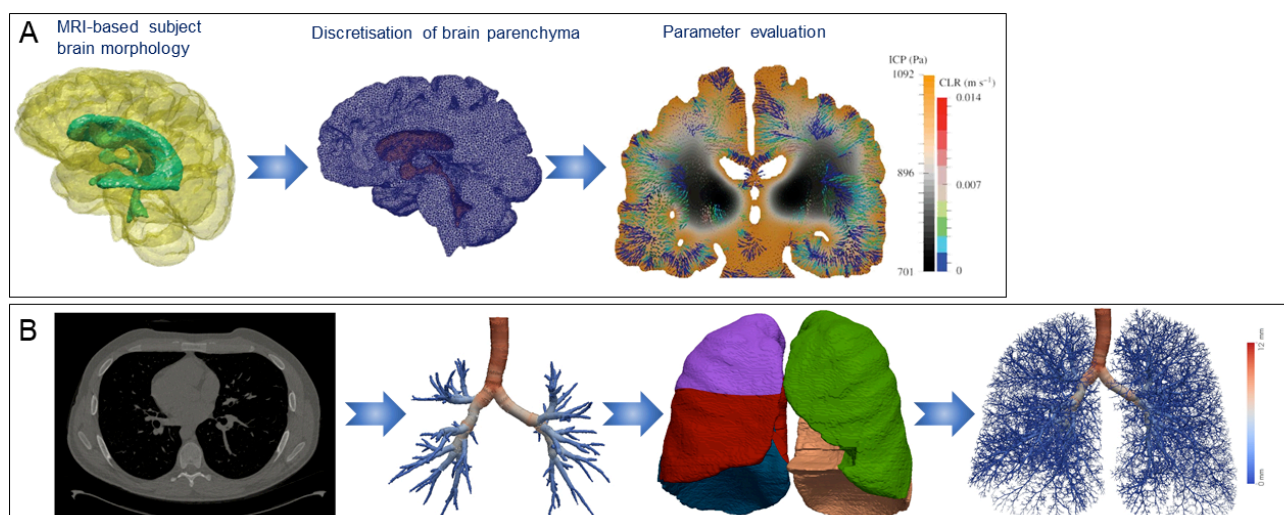 A
MRI-based subject
brain morphology
Discretisation of brain parenchyma
Parameter evaluation
ICP (Pa)
1092
CLR (m s⁻¹)
0.014
896
0.007
701
0
B
12 mm
0 mm